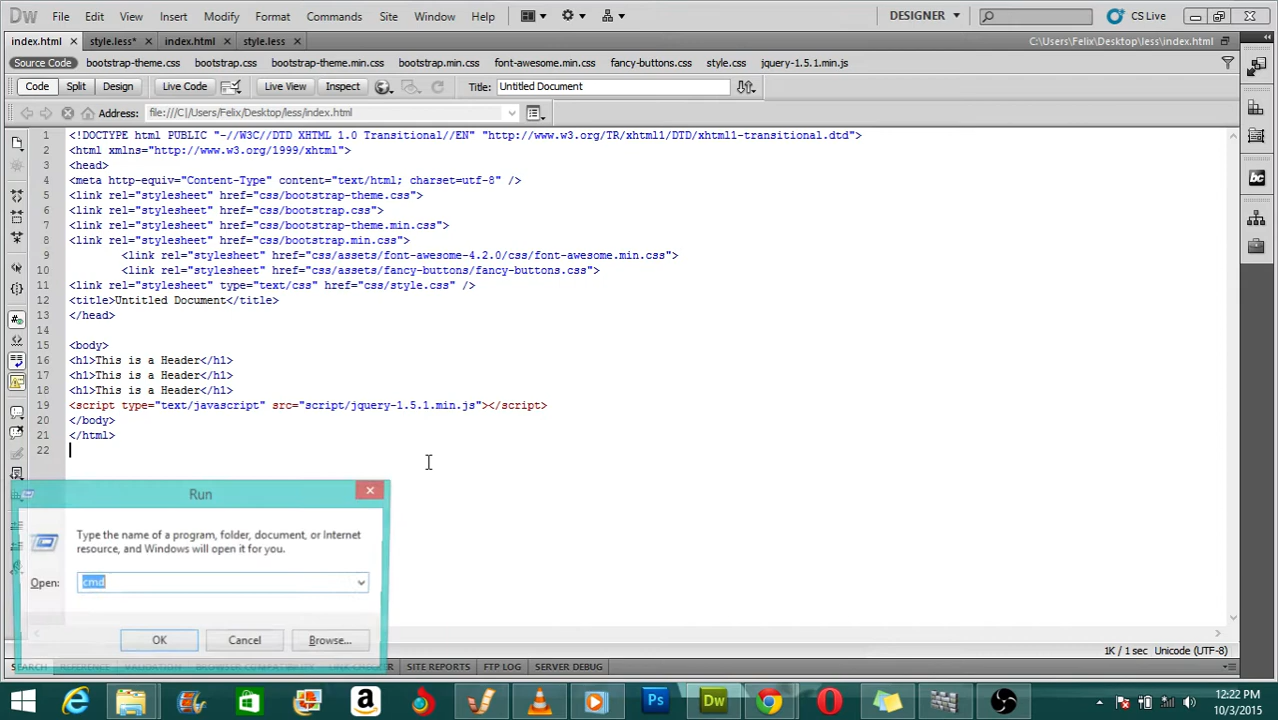 Dw File Edit View Insert Modify Format Commands Site Window Help DESIGNER CS Live
index.html style.less* index.html style.less C:\Users\Felix\Desktop\less\index.html
Source Code bootstrap-theme.css bootstrap.css bootstrap-theme.min.css bootstrap.min.css font-awesome.min.css fancy-buttons.css style.css jquery-1.5.1.min.js
Code Split Design Live Code Live View Inspect Title: Untitled Document
Address: file:///C|/Users/Felix/Desktop/less/index.html
1 <!DOCTYPE html PUBLIC "-//W3C//DTD XHTML 1.0 Transitional//EN" "http://www.w3.org/TR/xhtml1/DTD/xhtml1-transitional.dtd">
2 <html xmlns="http://www.w3.org/1999/xhtml">
3 <head>
4 <meta http-equiv="Content-Type" content="text/html; charset=utf-8" />
5 <link rel="stylesheet" href="css/bootstrap-theme.css">
6 <link rel="stylesheet" href="css/bootstrap.css">
7 <link rel="stylesheet" href="css/bootstrap-theme.min.css">
8 <link rel="stylesheet" href="css/bootstrap.min.css">
9 <link rel="stylesheet" href="css/assets/font-awesome-4.2.0/css/font-awesome.min.css">
10 <link rel="stylesheet" href="css/assets/fancy-buttons/fancy-buttons.css">
11 <link rel="stylesheet" type="text/css" href="css/style.css" />
12 <title>Untitled Document</title>
13 </head>
14
15 <body>
16 <h1>This is a Header</h1>
17 <h1>This is a Header</h1>
18 <h1>This is a Header</h1>
19 <script type="text/javascript" src="script/jquery-1.5.1.min.js"></script>
20 </body>
21 </html>
22
Run
Type the name of a program, folder, document, or Internet
resource, and Windows will open it for you.
Open: cmd
OK Cancel Browse...
1K / 1 sec Unicode (UTF-8)
SEARCH REFERENCE VALIDATION BROWSER COMPATIBILITY LINK CHECKER SITE REPORTS FTP LOG SERVER DEBUG
Ps Dw
12:22 PM
10/3/2015